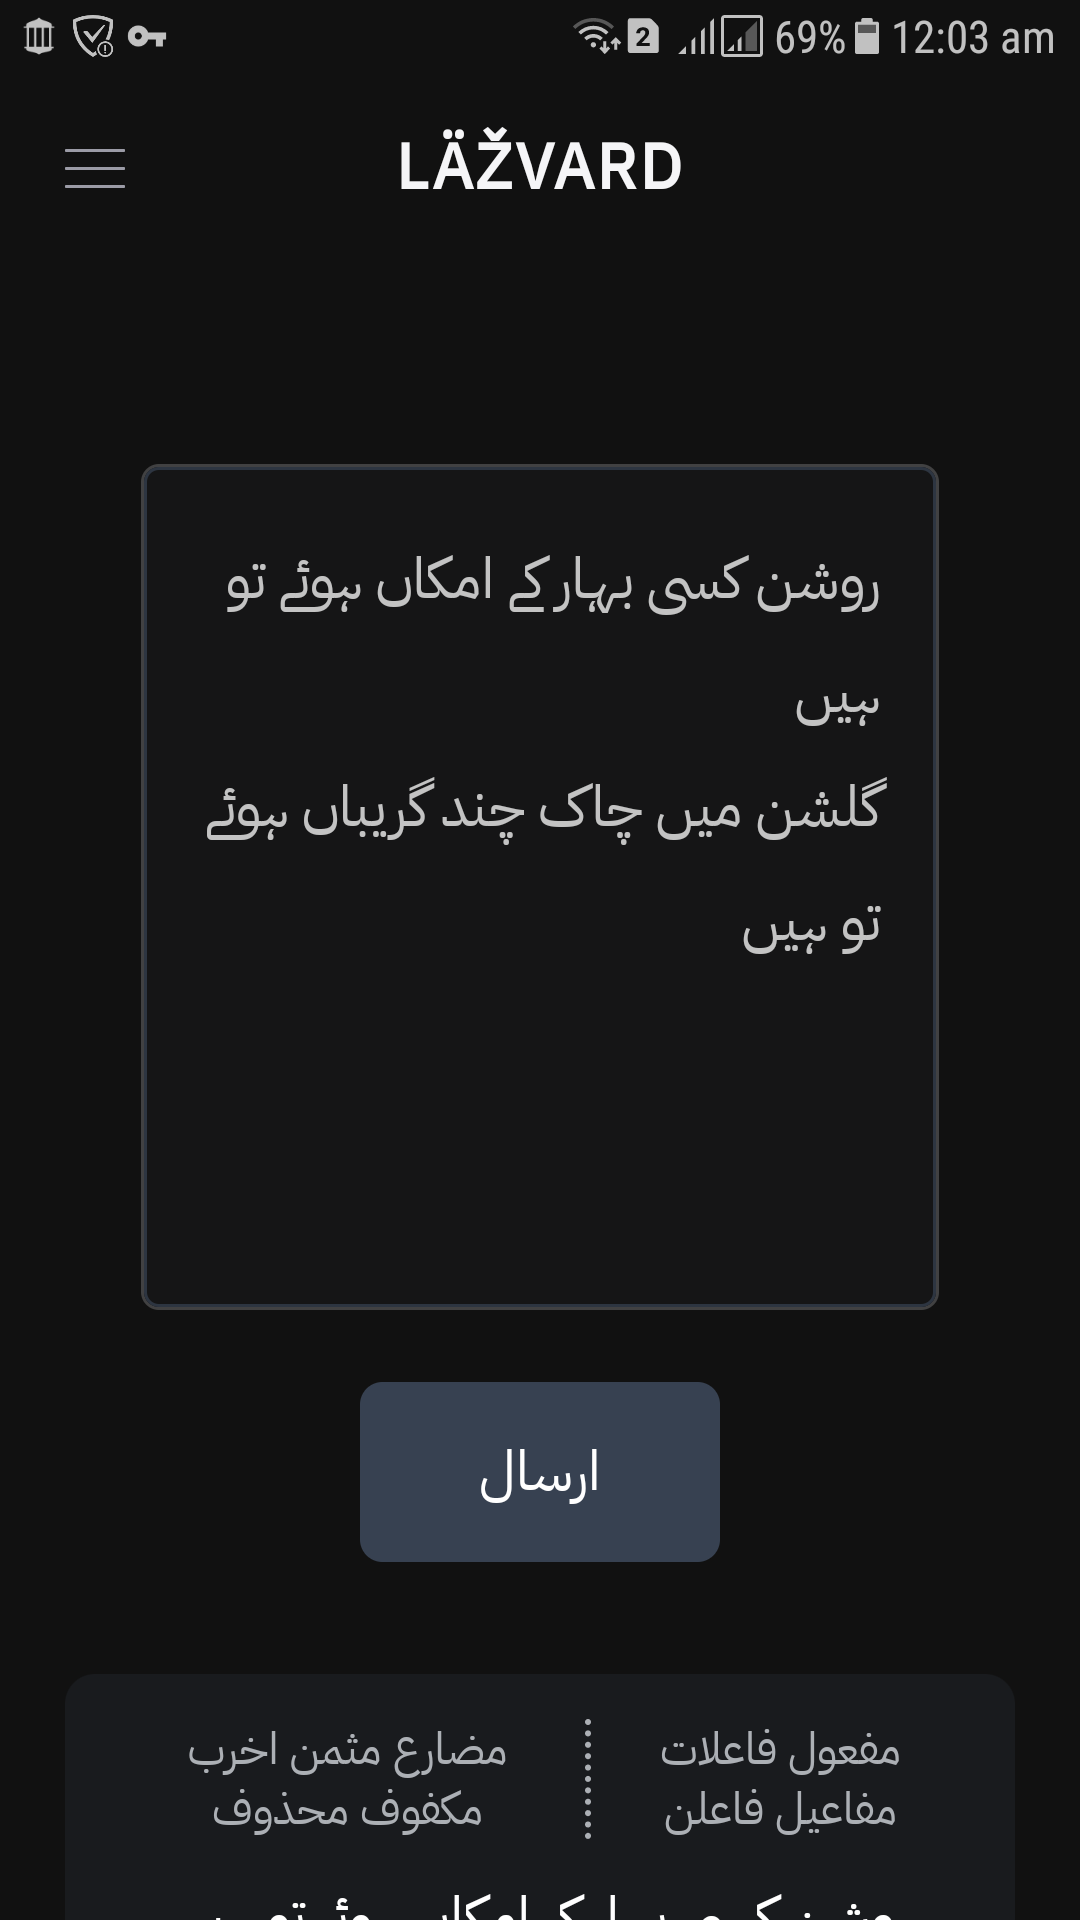 2 69% 12:03 am
LÄŽVARD
روشن کسی بہار کے امکاں ہوئے تو
ہیں
گلشن میں چاک چند گریباں ہوئے
تو ہیں
ارسال
مفعول فاعلات
مفاعیل فاعلن
مضارع مثمن اخرب
مکفوف محذوف